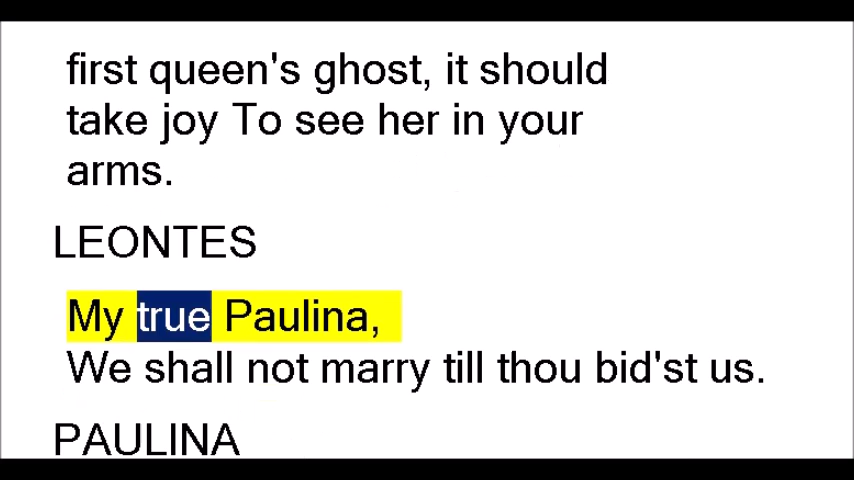 first queen's ghost, it should
take joy To see her in your
arms.
LEONTES
My true Paulina,
We shall not marry till thou bid'st us.
PAULINA